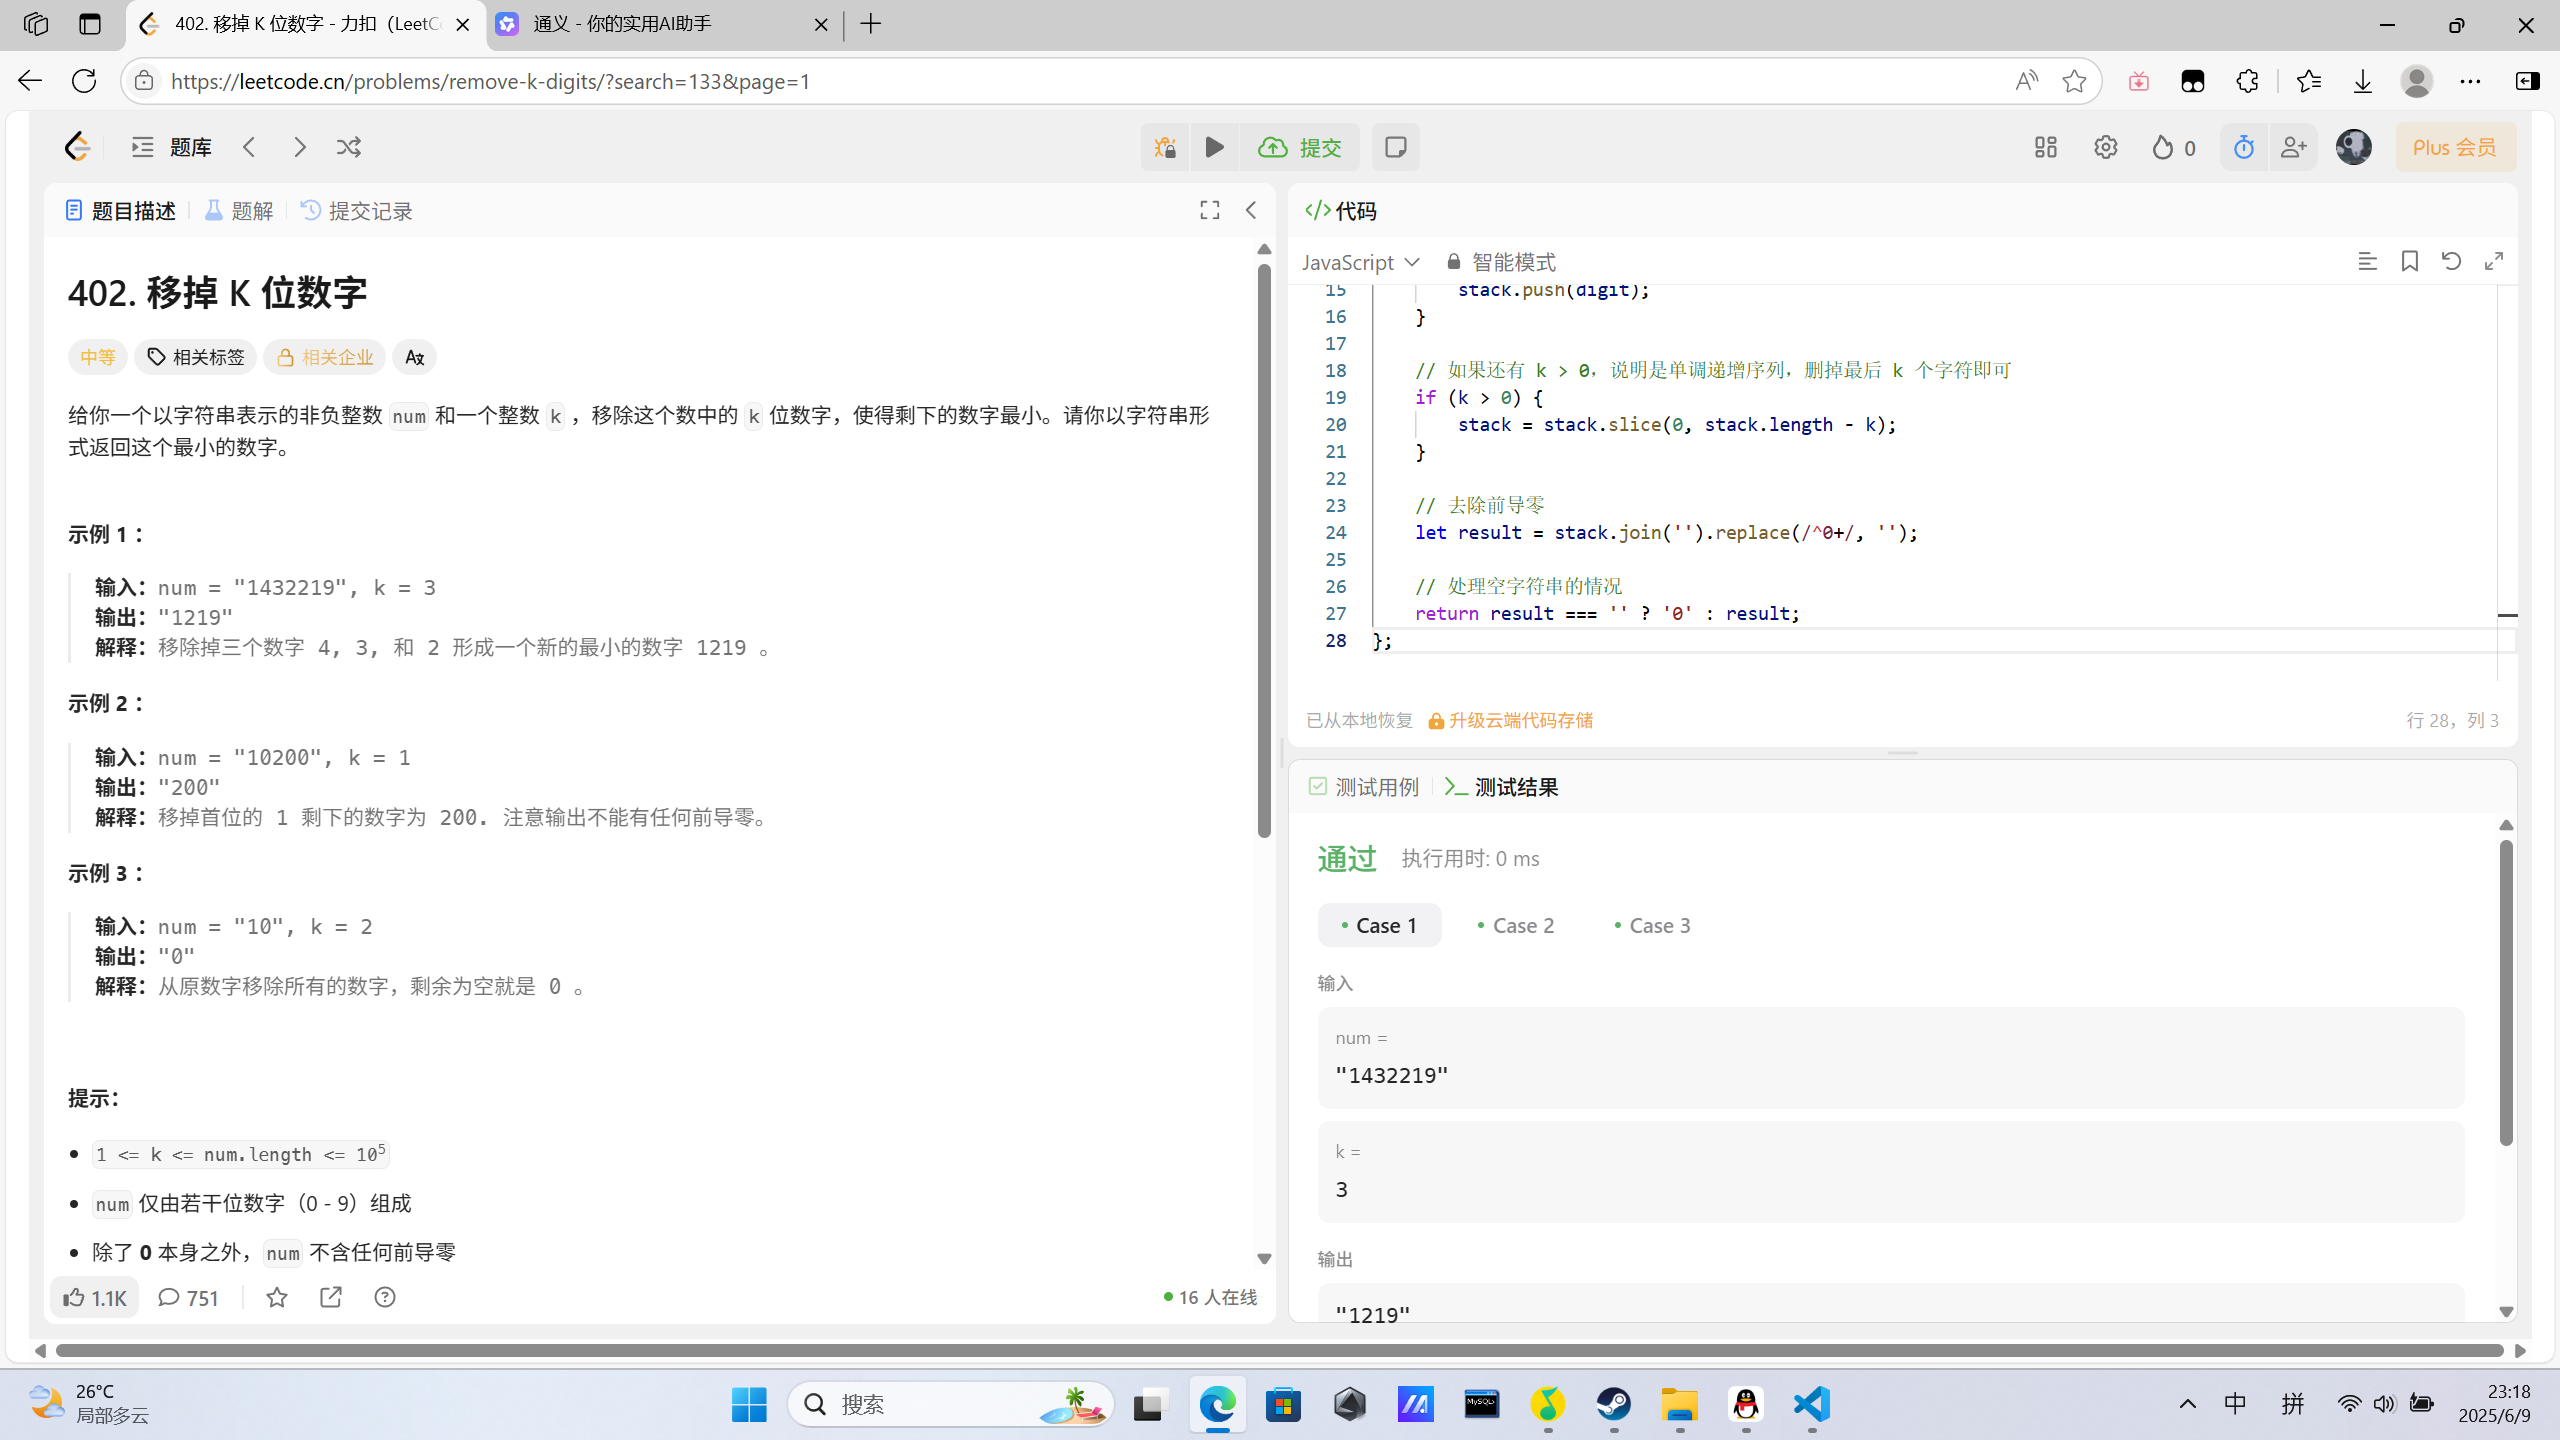 402. 移掉 K 位数字 - 力扣（LeetC
通义 - 你的实用AI助手
https://leetcode.cn/problems/remove-k-digits/?search=133&page=1
题库
提交
0
Plus 会员
题目描述
题解
提交记录
402. 移掉 K 位数字
中等
相关标签
相关企业
给你一个以字符串表示的非负整数 num 和一个整数 k ，移除这个数中的 k 位数字，使得剩下的数字最小。请你以字符串形
式返回这个最小的数字。
示例 1 ：
输入：num = "1432219", k = 3
输出："1219"
解释：移除掉三个数字 4, 3, 和 2 形成一个新的最小的数字 1219 。
示例 2 ：
输入：num = "10200", k = 1
输出："200"
解释：移掉首位的 1 剩下的数字为 200. 注意输出不能有任何前导零。
示例 3 ：
输入：num = "10", k = 2
输出："0"
解释：从原数字移除所有的数字，剩余为空就是 0 。
提示：
1 <= k <= num.length <= 10⁵
num 仅由若干位数字（0 - 9）组成
除了 0 本身之外，num 不含任何前导零
1.1K
751
16 人在线
代码
JavaScript
智能模式
15 stack.push(digit);
16 }
17
18 // 如果还有 k > 0，说明是单调递增序列，删掉最后 k 个字符即可
19 if (k > 0) {
20 stack = stack.slice(0, stack.length - k);
21 }
22
23 // 去除前导零
24 let result = stack.join('').replace(/^0+/, '');
25
26 // 处理空字符串的情况
27 return result === '' ? '0' : result;
28 };
已从本地恢复
升级云端代码存储
行 28，列 3
测试用例
测试结果
通过
执行用时: 0 ms
Case 1
Case 2
Case 3
输入
num =
"1432219"
k =
3
输出
"1219"
26°C
局部多云
搜索
MySQL
中
拼
23:18
2025/6/9